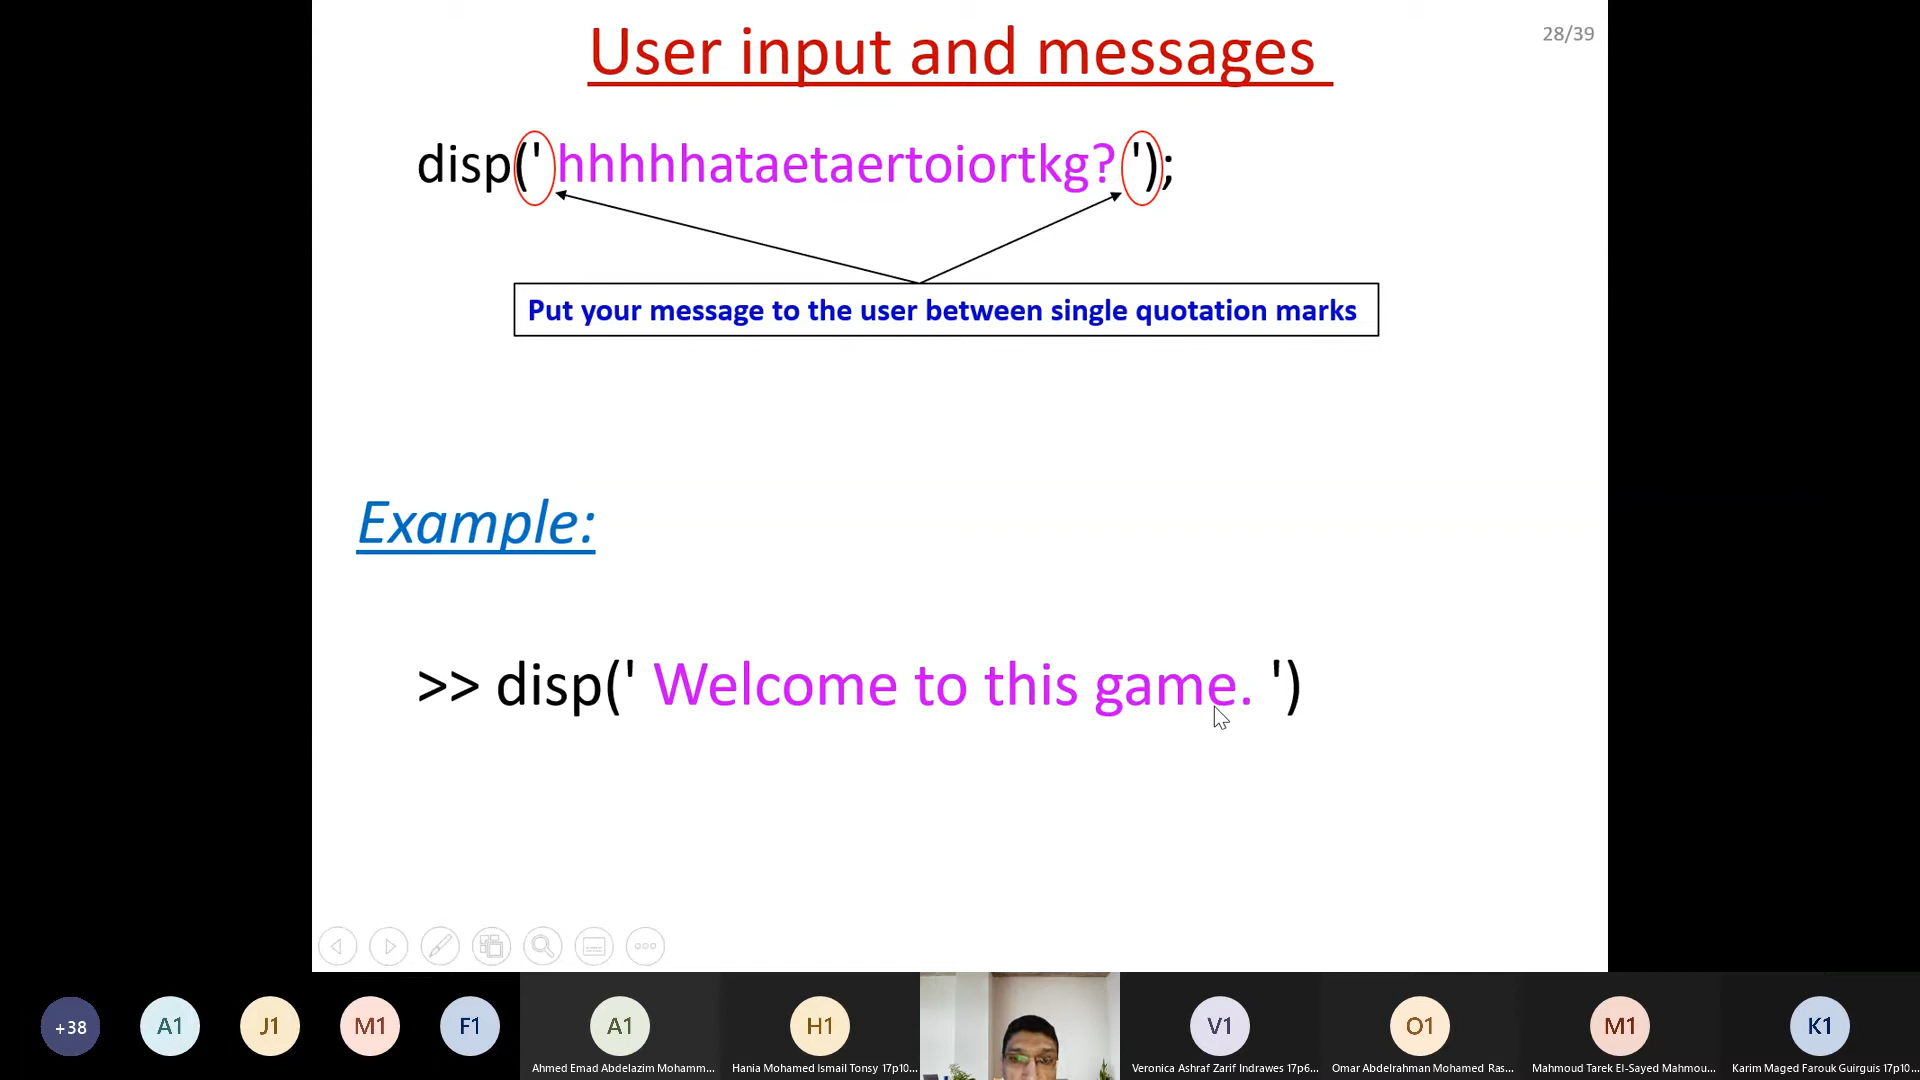 User input and messages
28/39
disp(' hhhhhataetaertoiortkg? ');
Put your message to the user between single quotation marks
Example:
>> disp(' Welcome to this game. ')
+38
A1
J1
M1
F1
A1
H1
V1
O1
M1
K1
Ahmed Emad Abdelazim Mohamm...
Hania Mohamed Ismail Tonsy 17p10...
Veronica Ashraf Zarif Indrawes 17p6...
Omar Abdelrahman Mohamed Ras...
Mahmoud Tarek El-Sayed Mahmou...
Karim Maged Farouk Guirguis 17p10...